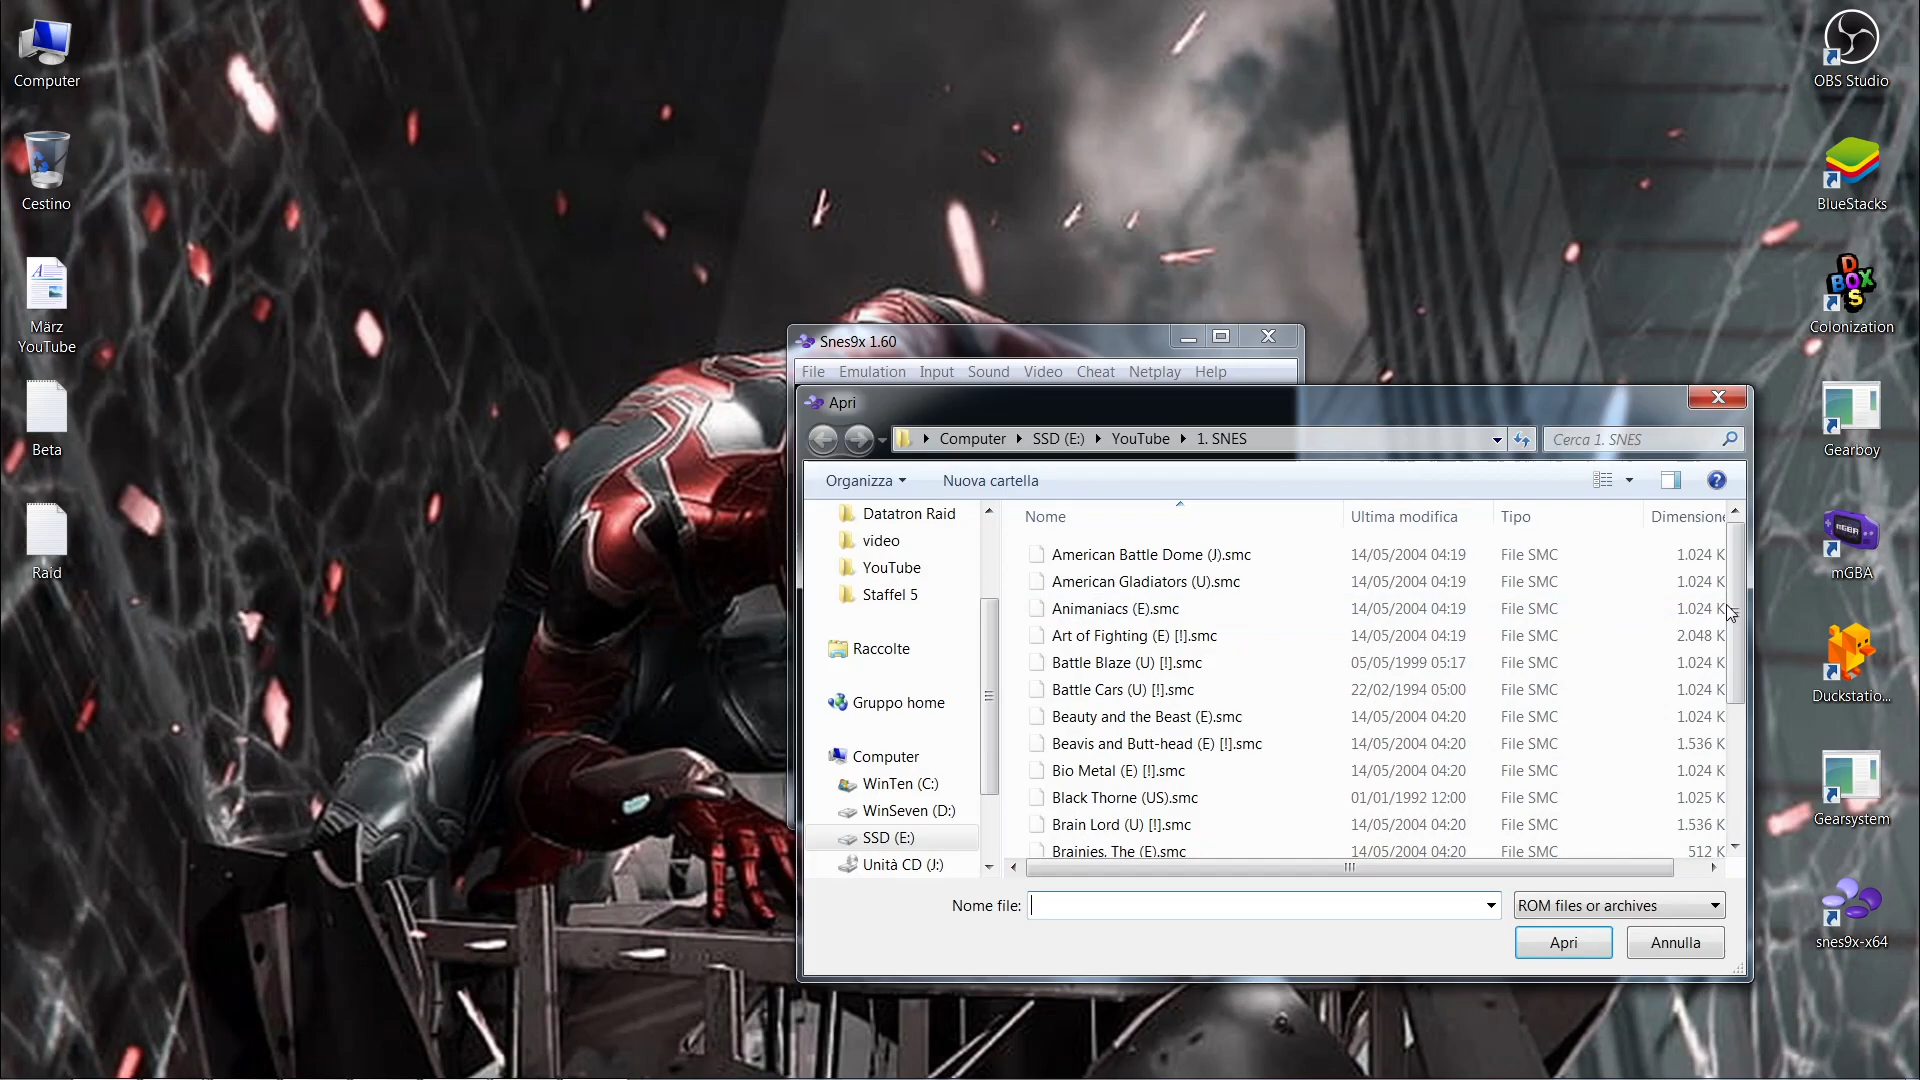 Computer
Cestino
März
YouTube
Beta
Raid
OBS Studio
BlueStacks
Colonization
Gearboy
mGBA
Duckstatio...
Gearsystem
snes9x-x64
Snes9x 1.60
File Emulation Input Sound Video Cheat Netplay Help
Apri
Computer SSD (E:) YouTube 1. SNES
Cerca 1. SNES
Organizza Nuova cartella
Datatron Raid
video
YouTube
Staffel 5
Raccolte
Gruppo home
Computer
WinTen (C:)
WinSeven (D:)
SSD (E:)
Unità CD (J:)
Nome Ultima modifica Tipo Dimensione
American Battle Dome (J).smc 14/05/2004 04:19 File SMC 1.024 K
American Gladiators (U).smc 14/05/2004 04:19 File SMC 1.024 K
Animaniacs (E).smc 14/05/2004 04:19 File SMC 1.024 K
Art of Fighting (E) [!].smc 14/05/2004 04:19 File SMC 2.048 K
Battle Blaze (U) [!].smc 05/05/1999 05:17 File SMC 1.024 K
Battle Cars (U) [!].smc 22/02/1994 05:00 File SMC 1.024 K
Beauty and the Beast (E).smc 14/05/2004 04:20 File SMC 1.024 K
Beavis and Butt-head (E) [!].smc 14/05/2004 04:20 File SMC 1.536 K
Bio Metal (E) [!].smc 14/05/2004 04:20 File SMC 1.024 K
Black Thorne (US).smc 01/01/1992 12:00 File SMC 1.025 K
Brain Lord (U) [!].smc 14/05/2004 04:20 File SMC 1.536 K
Brainies, The (E).smc 14/05/2004 04:20 File SMC 512 K
Nome file: ROM files or archives
Apri Annulla